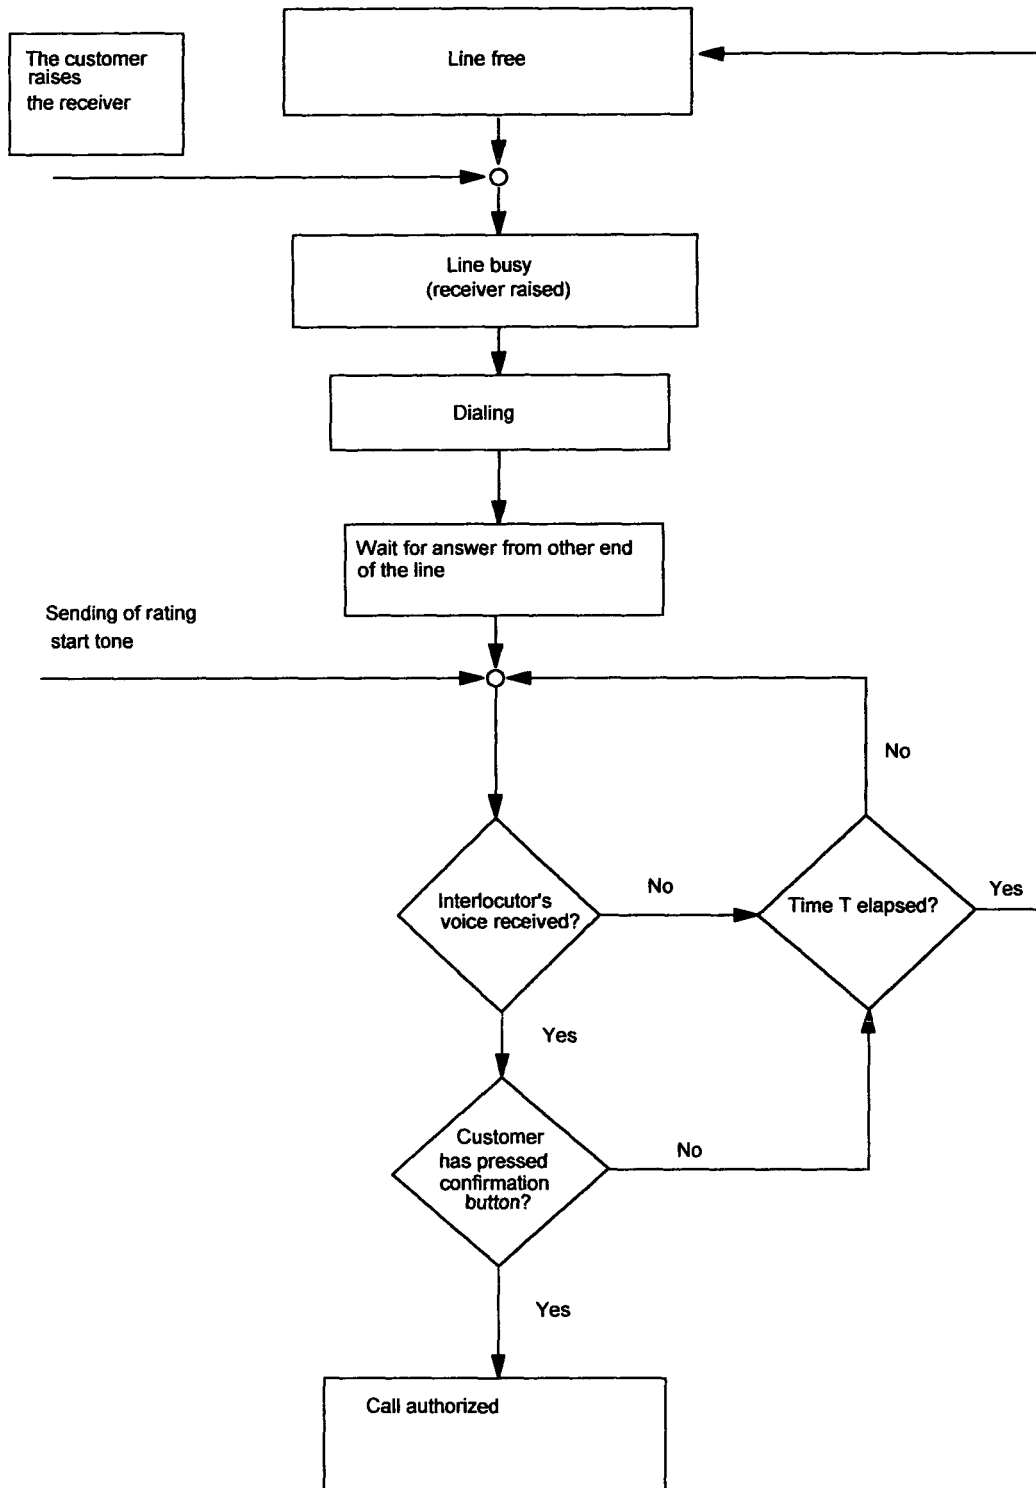 The customer
raises
the receiver
Line free
Line busy
(receiver raised)
Dialing
Wait for answer from other end
of the line
Sending of rating
start tone
No
Interlocutor's
voice received?
No
Time T elapsed?
Yes
Yes
Customer
has pressed
confirmation
button?
No
Yes
Call authorized